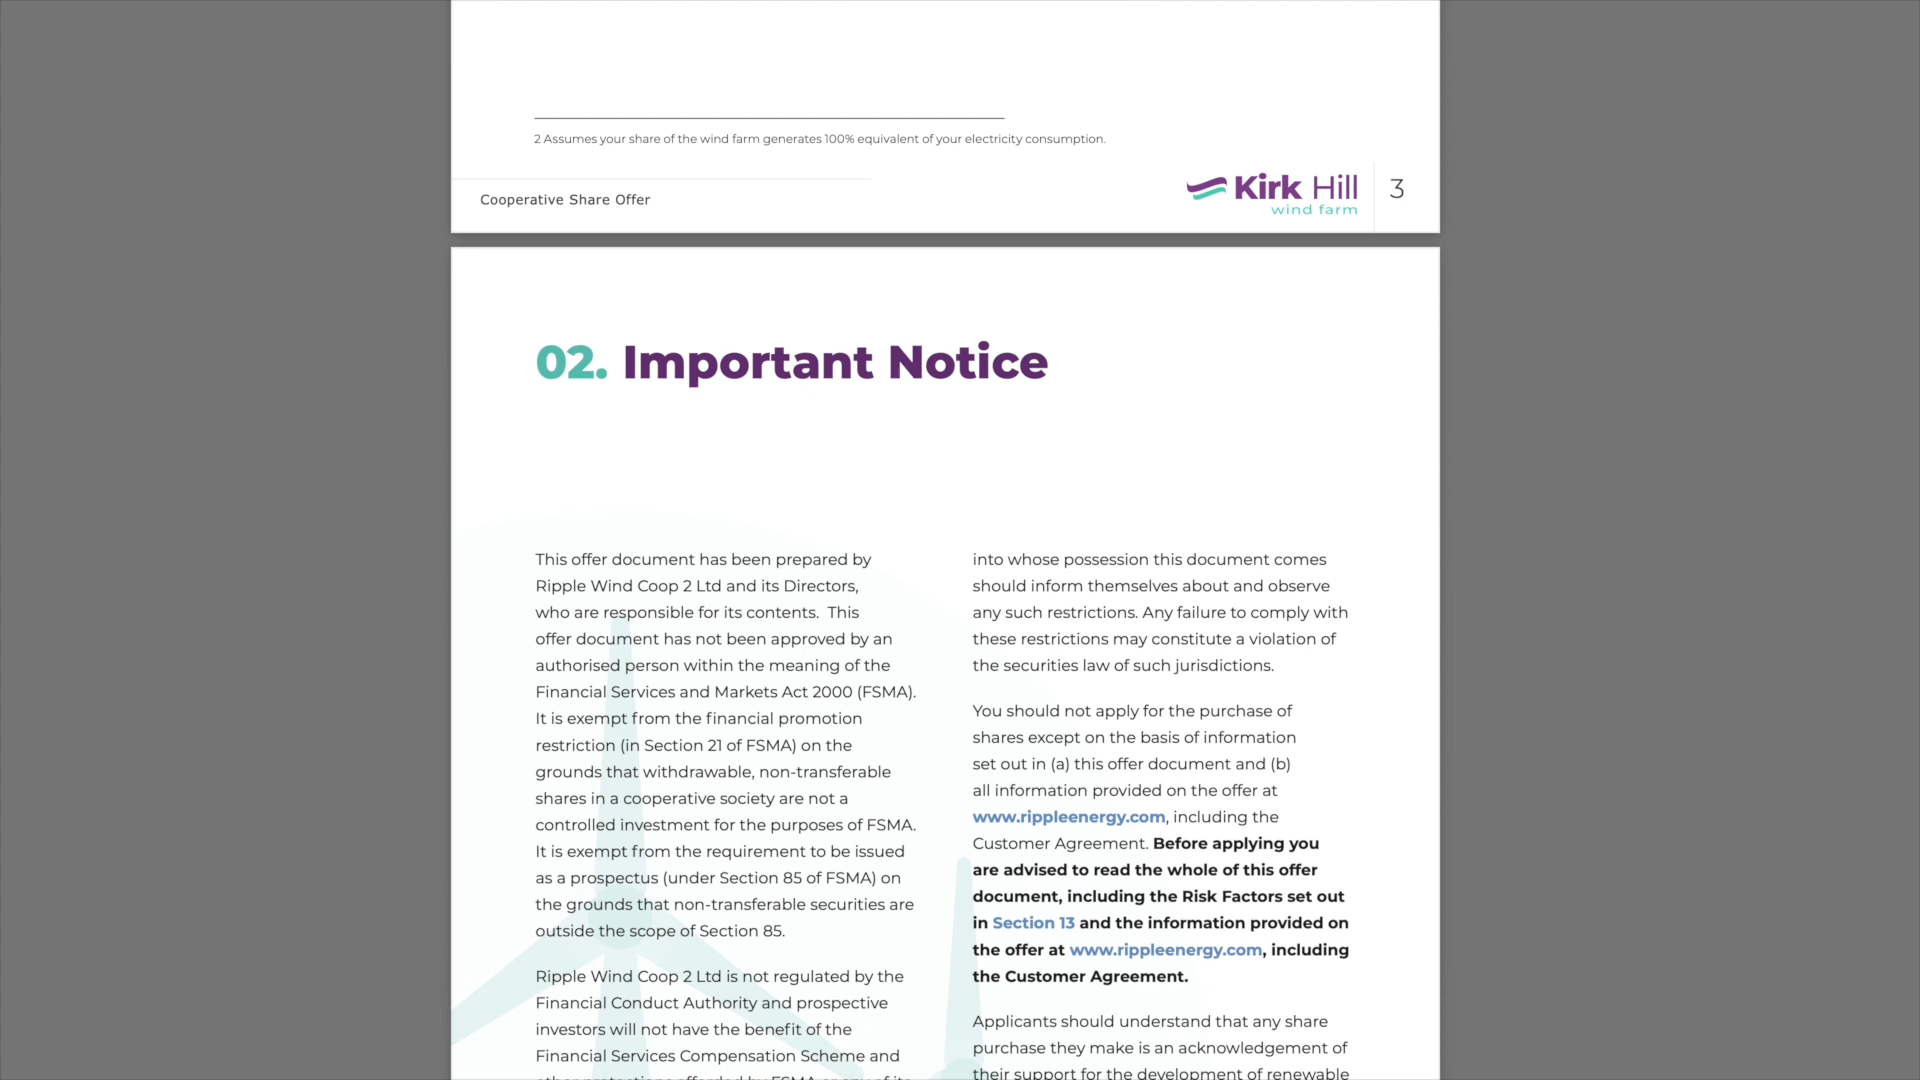 2 Assumes your share of the wind farm generates 100% equivalent of your electricity consumption.
Cooperative Share Offer
Kirk Hill
wind farm
3
02. Important Notice
This offer document has been prepared by
Ripple Wind Coop 2 Ltd and its Directors,
who are responsible for its contents.  This
offer document has not been approved by an
authorised person within the meaning of the
Financial Services and Markets Act 2000 (FSMA).
It is exempt from the financial promotion
restriction (in Section 21 of FSMA) on the
grounds that withdrawable, non-transferable
shares in a cooperative society are not a
controlled investment for the purposes of FSMA.
It is exempt from the requirement to be issued
as a prospectus (under Section 85 of FSMA) on
the grounds that non-transferable securities are
outside the scope of Section 85.
Ripple Wind Coop 2 Ltd is not regulated by the
Financial Conduct Authority and prospective
investors will not have the benefit of the
Financial Services Compensation Scheme and
other protections afforded by FSMA or any of its
into whose possession this document comes
should inform themselves about and observe
any such restrictions. Any failure to comply with
these restrictions may constitute a violation of
the securities law of such jurisdictions.
You should not apply for the purchase of
shares except on the basis of information
set out in (a) this offer document and (b)
all information provided on the offer at
www.rippleenergy.com, including the
Customer Agreement. Before applying you
are advised to read the whole of this offer
document, including the Risk Factors set out
in Section 13 and the information provided on
the offer at www.rippleenergy.com, including
the Customer Agreement.
Applicants should understand that any share
purchase they make is an acknowledgement of
their support for the development of renewable